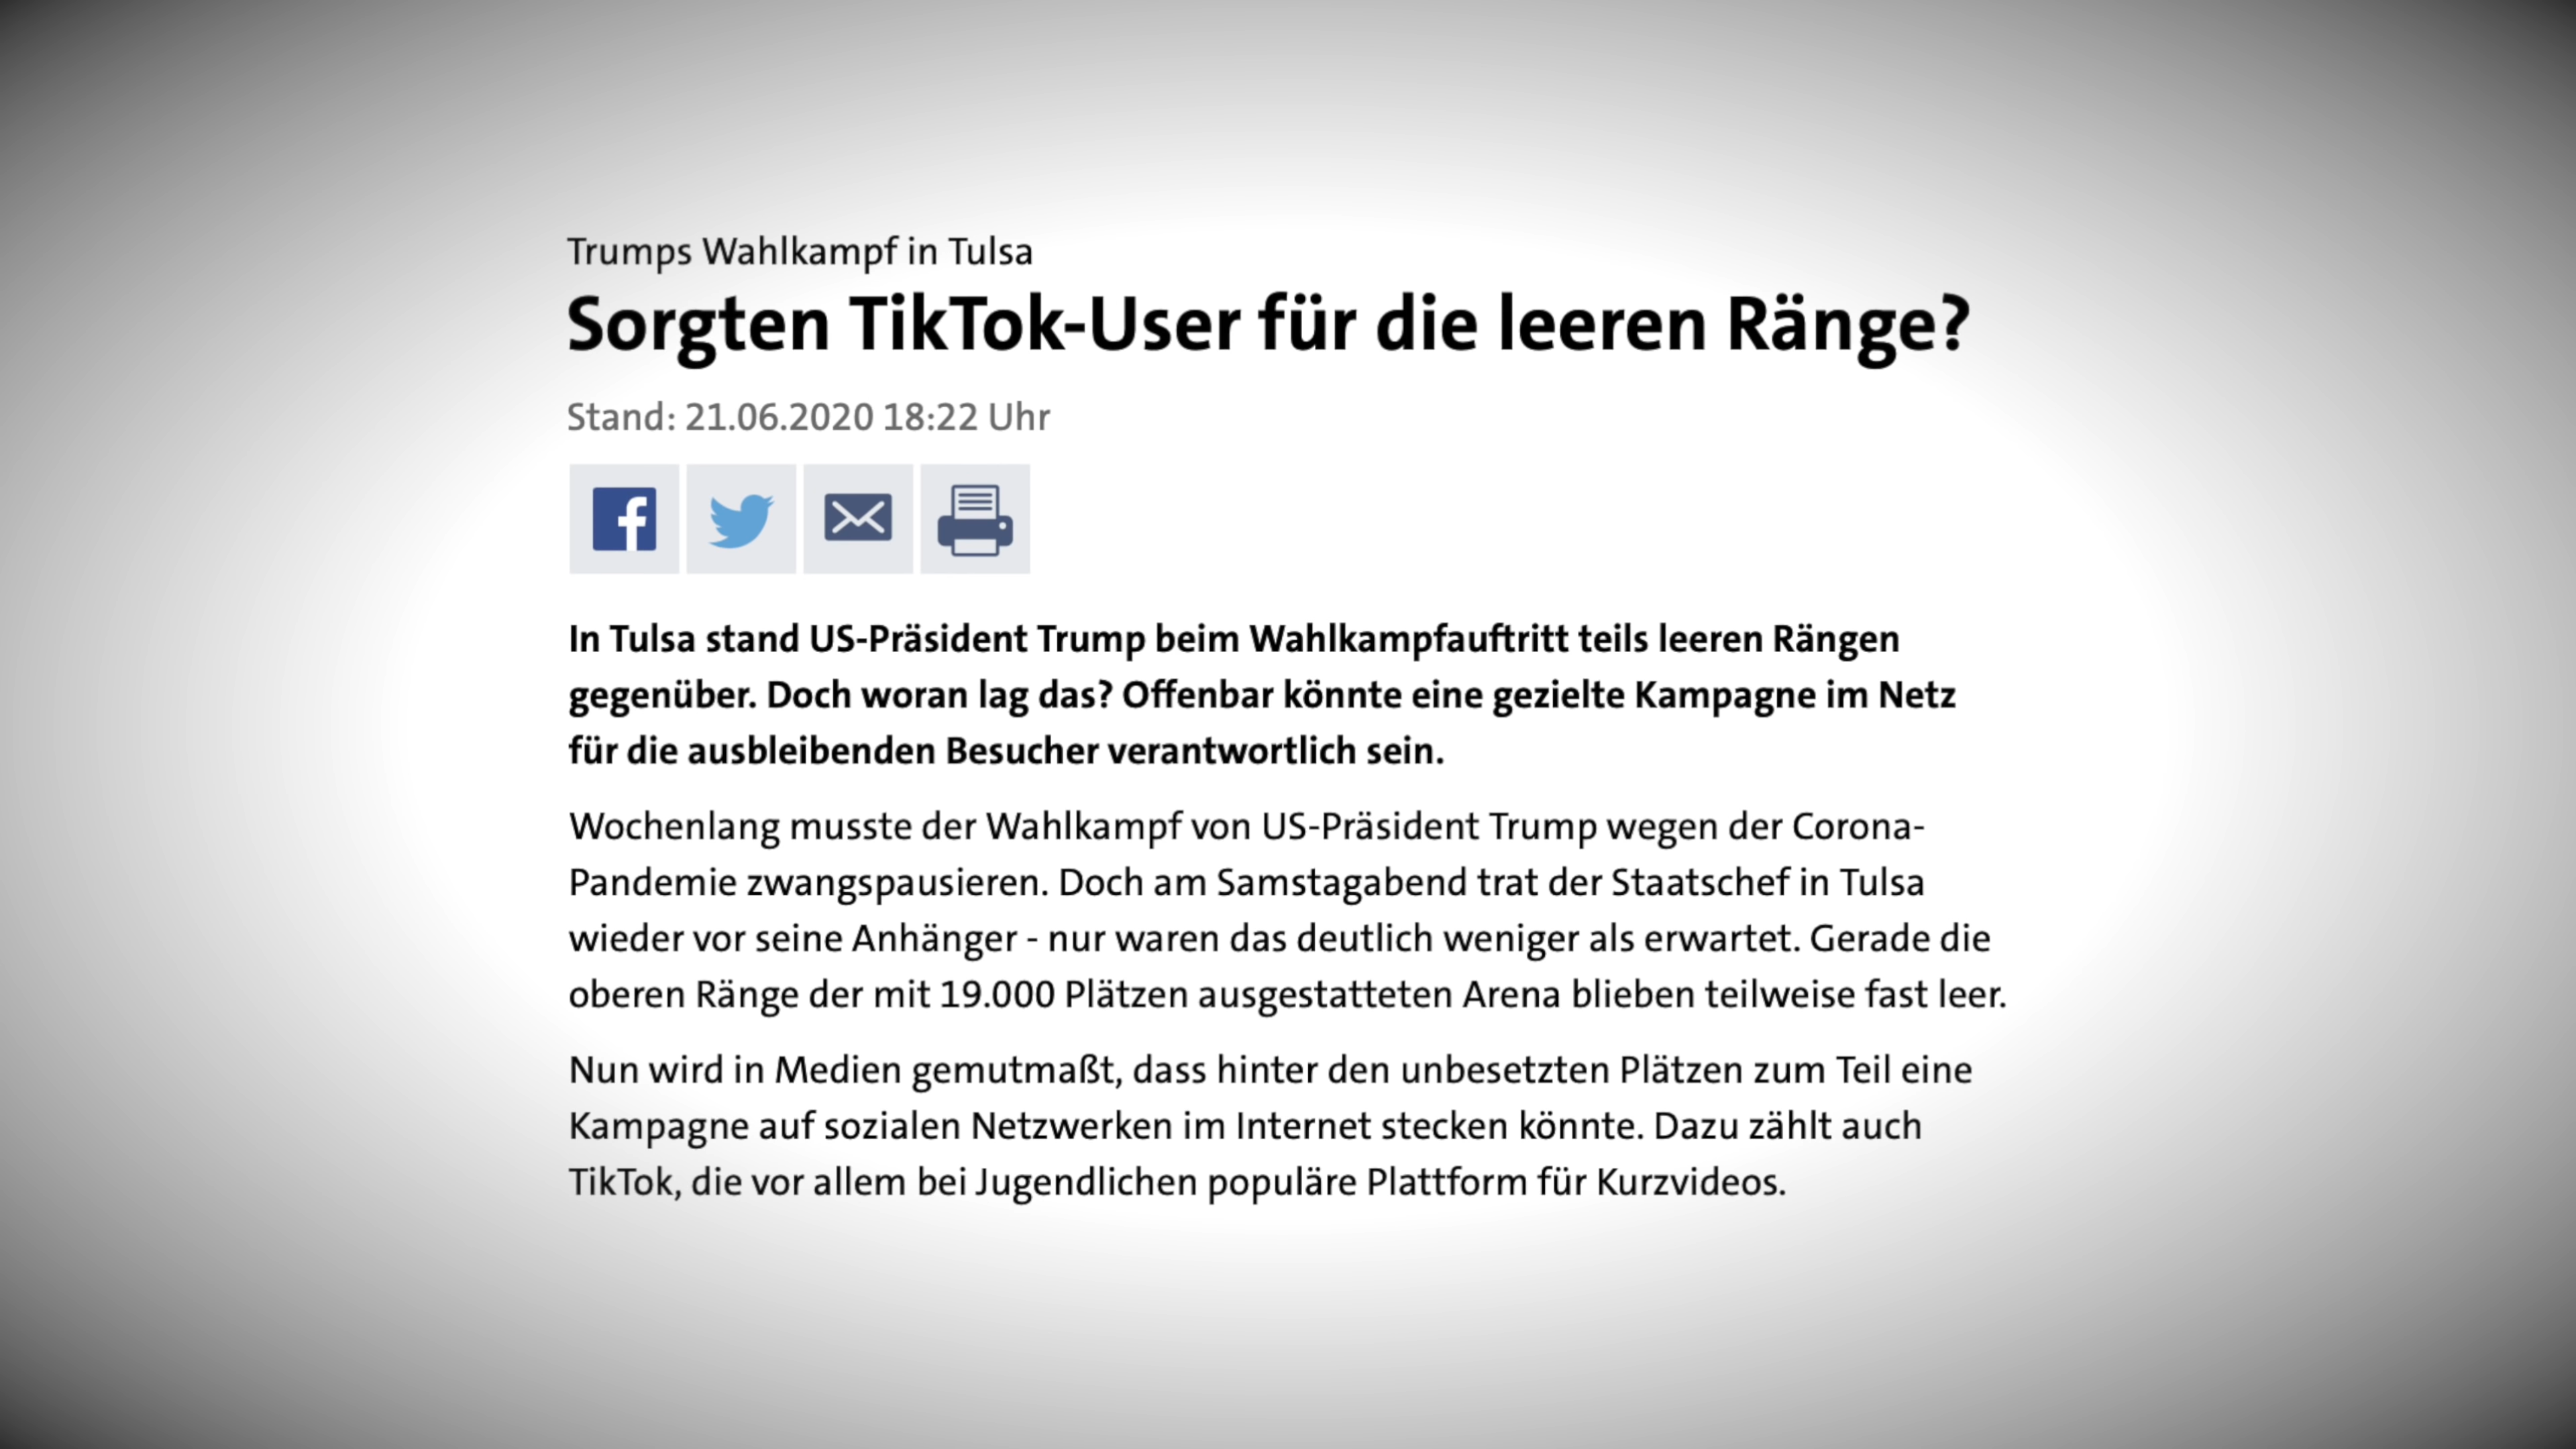 Trumps Wahlkampf in Tulsa
Sorgten TikTok-User für die leeren Ränge?
Stand: 21.06.2020 18:22 Uhr
In Tulsa stand US-Präsident Trump beim Wahlkampfauftritt teils leeren Rängen
gegenüber. Doch woran lag das? Offenbar könnte eine gezielte Kampagne im Netz
für die ausbleibenden Besucher verantwortlich sein.
Wochenlang musste der Wahlkampf von US-Präsident Trump wegen der Corona-
Pandemie zwangspausieren. Doch am Samstagabend trat der Staatschef in Tulsa
wieder vor seine Anhänger - nur waren das deutlich weniger als erwartet. Gerade die
oberen Ränge der mit 19.000 Plätzen ausgestatteten Arena blieben teilweise fast leer.
Nun wird in Medien gemutmaßt, dass hinter den unbesetzten Plätzen zum Teil eine
Kampagne auf sozialen Netzwerken im Internet stecken könnte. Dazu zählt auch
TikTok, die vor allem bei Jugendlichen populäre Plattform für Kurzvideos.